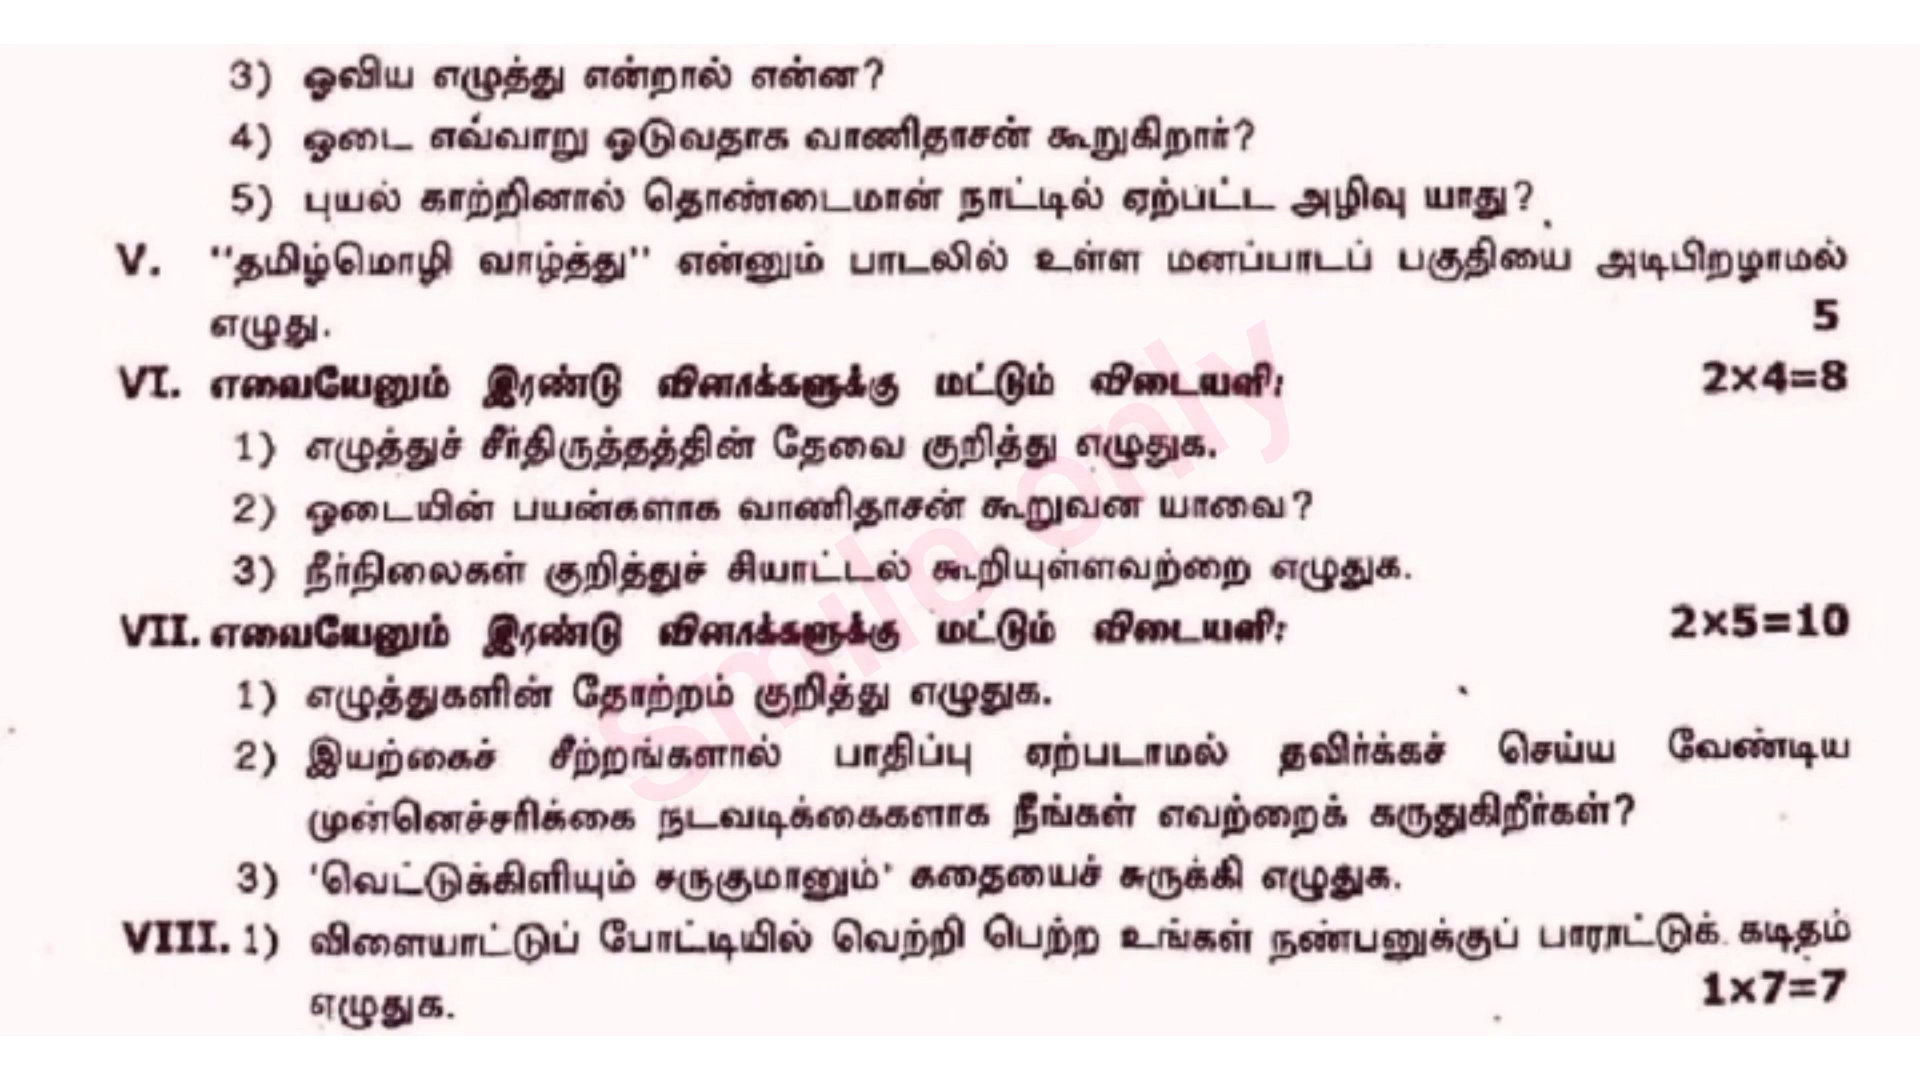 3) ஓவிய எழுத்து என்றால் என்ன?
4) ஓடை எவ்வாறு ஓடுவதாக வாணிதாசன் கூறுகிறார்?
5) புயல் காற்றினால் தொண்டைமான் நாட்டில் ஏற்பட்ட அழிவு யாது?
V. "தமிழ்மொழி வாழ்த்து" என்னும் பாடலில் உள்ள மனப்பாடப் பகுதியை அடிபிறழாமல்
எழுது. 5
VI. எவையேனும் இரண்டு வினாக்களுக்கு மட்டும் விடையளி: 2×4=8
1) எழுத்துச் சீர்திருத்தத்தின் தேவை குறித்து எழுதுக.
2) ஓடையின் பயன்களாக வாணிதாசன் கூறுவன யாவை?
3) நீர்நிலைகள் குறித்துச் சியாட்டல் கூறியுள்ளவற்றை எழுதுக.
VII. எவையேனும் இரண்டு வினாக்களுக்கு மட்டும் விடையளி: 2×5=10
1) எழுத்துகளின் தோற்றம் குறித்து எழுதுக.
2) இயற்கைச் சீற்றங்களால் பாதிப்பு ஏற்படாமல் தவிர்க்கச் செய்ய வேண்டிய
முன்னெச்சரிக்கை நடவடிக்கைகளாக நீங்கள் எவற்றைக் கருதுகிறீர்கள்?
3) 'வெட்டுக்கிளியும் சருகுமானும்' கதையைச் சுருக்கி எழுதுக.
VIII. 1) விளையாட்டுப் போட்டியில் வெற்றி பெற்ற உங்கள் நண்பனுக்குப் பாராட்டுக் கடிதம்
எழுதுக. 1×7=7
Smile only